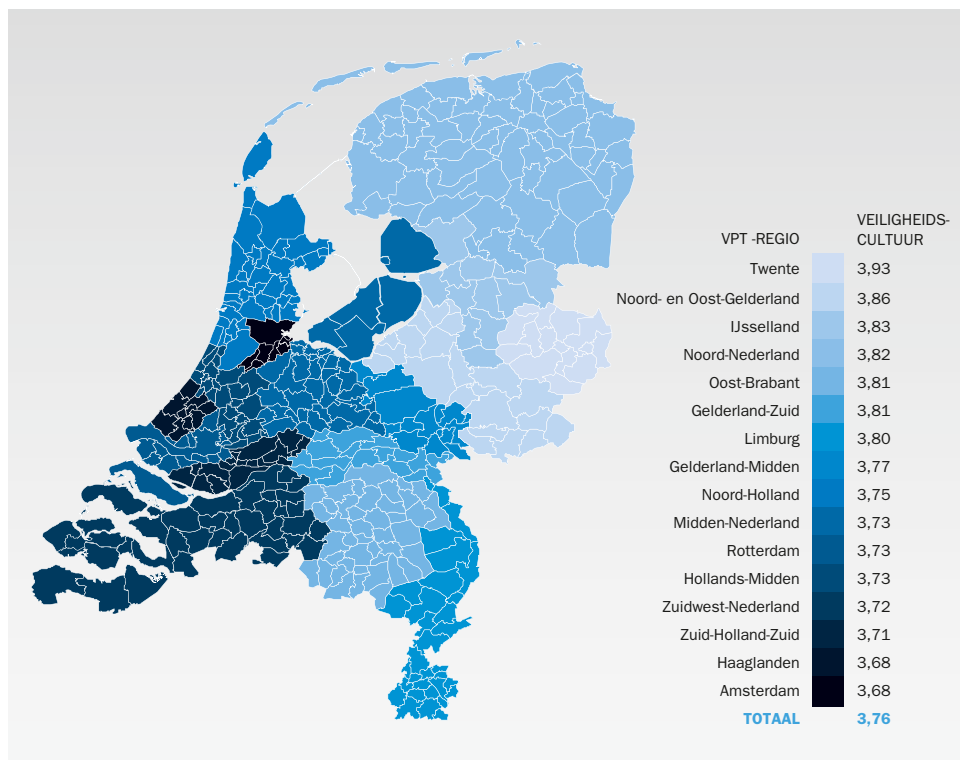 VPT -REGIO
VEILIGHEIDS-
CULTUUR
Twente 3,93
Noord- en Oost-Gelderland 3,86
IJsselland 3,83
Noord-Nederland 3,82
Oost-Brabant 3,81
Gelderland-Zuid 3,81
Limburg 3,80
Gelderland-Midden 3,77
Noord-Holland 3,75
Midden-Nederland 3,73
Rotterdam 3,73
Hollands-Midden 3,73
Zuidwest-Nederland 3,72
Zuid-Holland-Zuid 3,71
Haaglanden 3,68
Amsterdam 3,68
TOTAAL 3,76